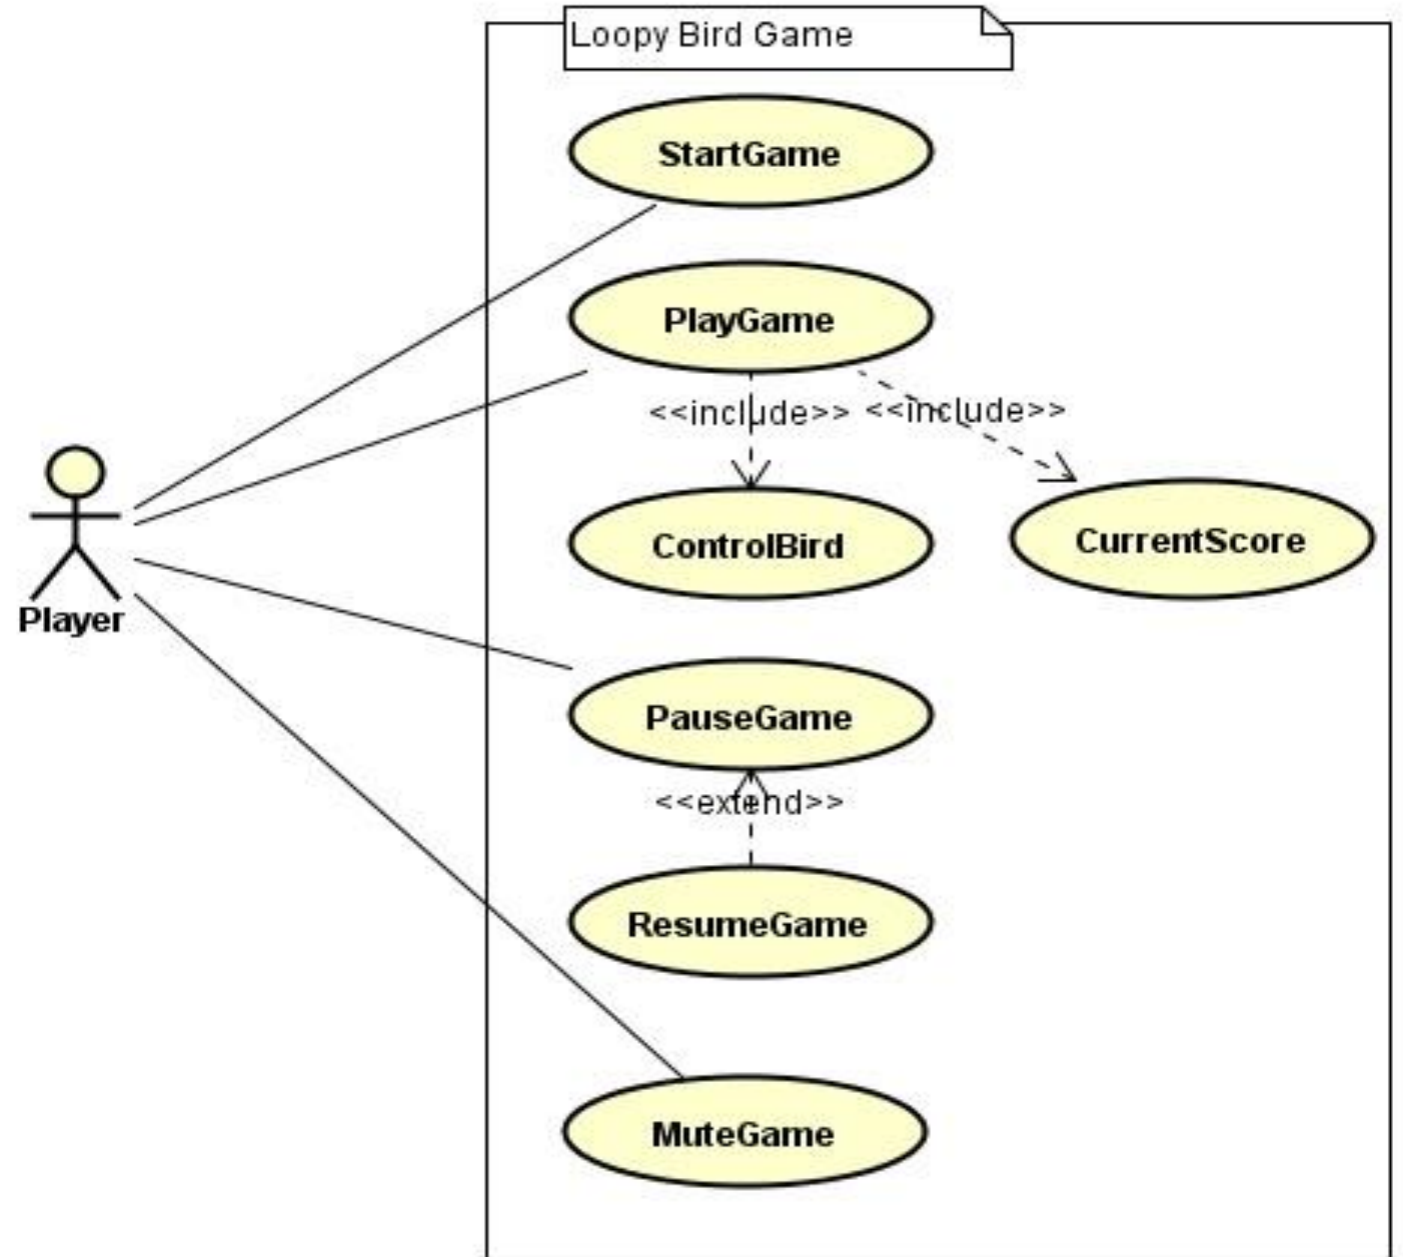 Loopy Bird Game
StartGame
PlayGame
<<include>>
<<include>>
ControlBird
CurrentScore
Player
PauseGame
<<extend>>
ResumeGame
MuteGame